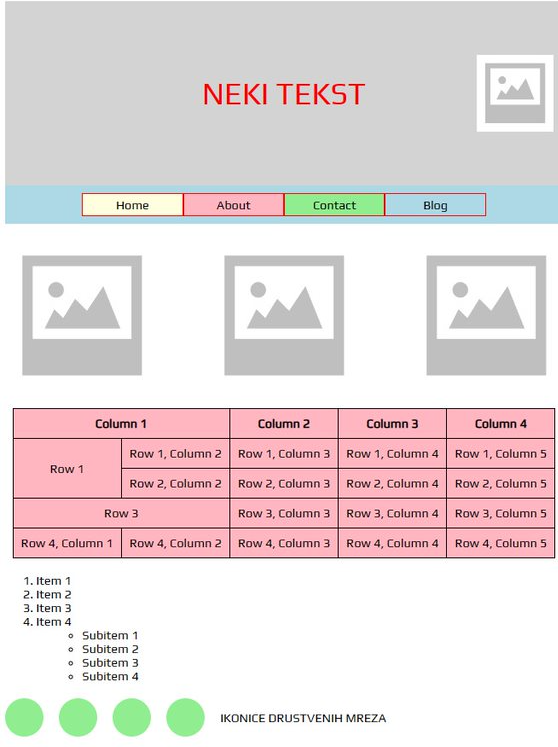 NEKI TEKST
Home About Contact Blog
Column 1 Column 2 Column 3 Column 4
Row 1 Row 1, Column 2 Row 1, Column 3 Row 1, Column 4 Row 1, Column 5
Row 2, Column 2 Row 2, Column 3 Row 2, Column 4 Row 2, Column 5
Row 3 Row 3, Column 3 Row 3, Column 4 Row 3, Column 5
Row 4, Column 1 Row 4, Column 2 Row 4, Column 3 Row 4, Column 4 Row 4, Column 5
1. Item 1
2. Item 2
3. Item 3
4. Item 4
Subitem 1
Subitem 2
Subitem 3
Subitem 4
IKONICE DRUSTVENIH MREZA